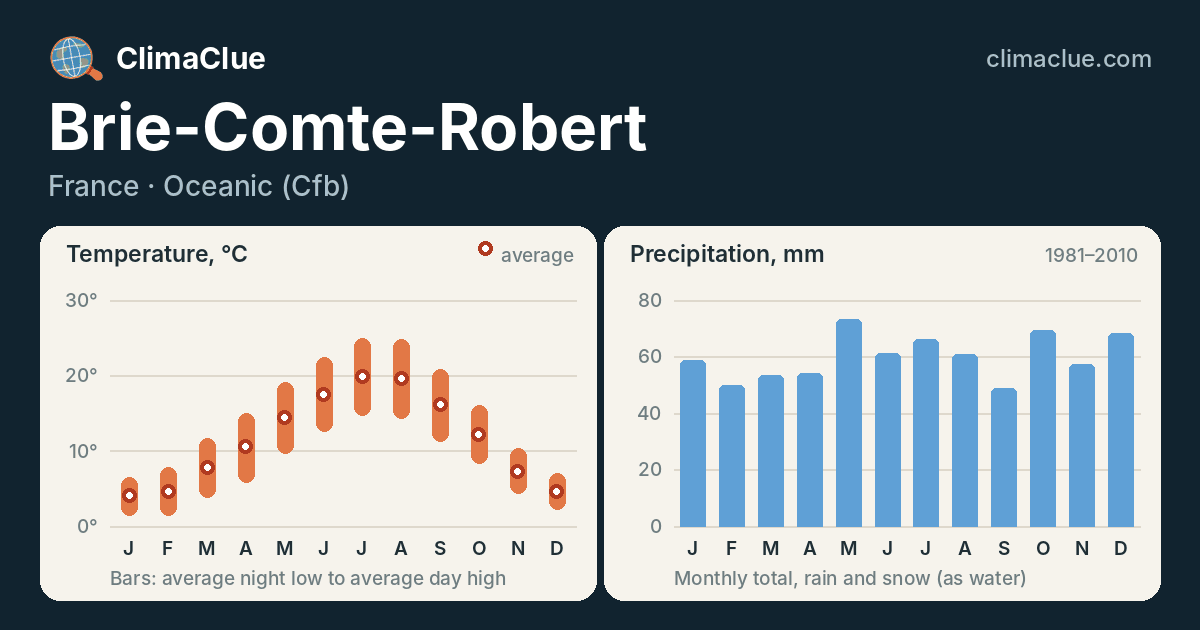 ClimaClue
climaclue.com
Brie-Comte-Robert
France · Oceanic (Cfb)
Temperature, °C
average
30°
20°
10°
0°
J F M A M J J A S O N D
Bars: average night low to average day high
Precipitation, mm
1981–2010
80
60
40
20
0
J F M A M J J A S O N D
Monthly total, rain and snow (as water)